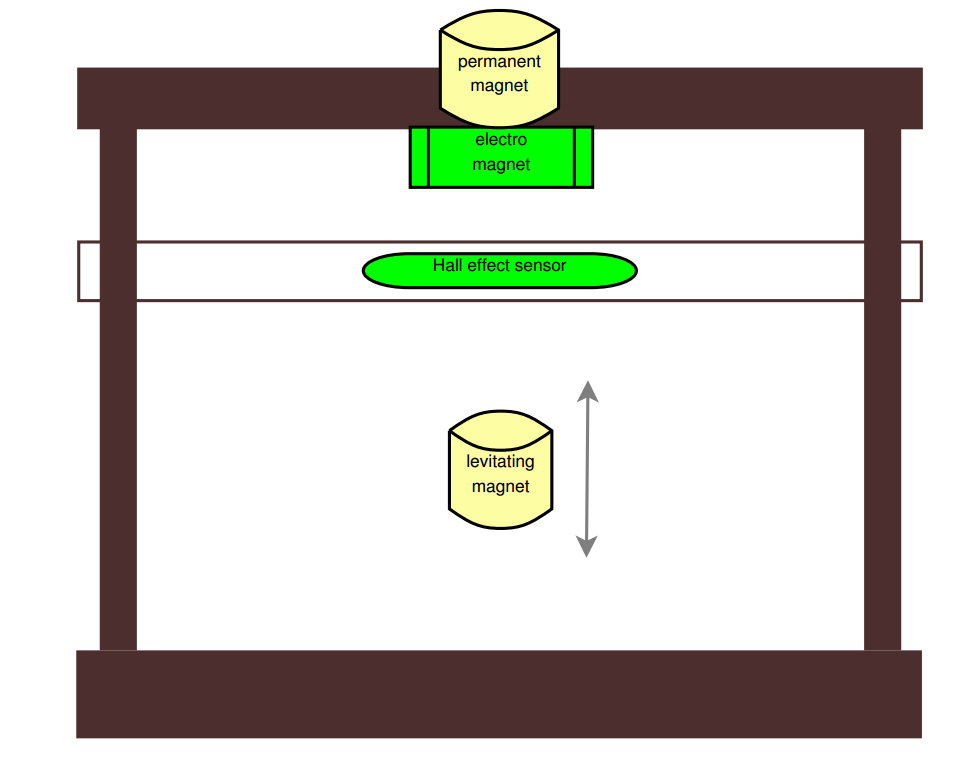 permanent
magnet
electro
magnet
Hall effect sensor
levitating
magnet